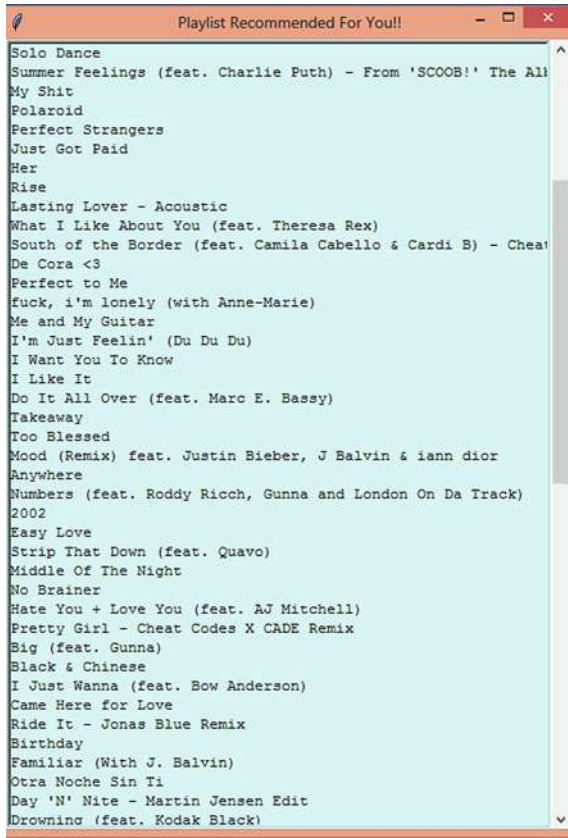 Playlist Recommended For You!!
Solo Dance
Summer Feelings (feat. Charlie Puth) - From 'SCOOB!' The Al
My Shit
Polaroid
Perfect Strangers
Just Got Paid
Her
Rise
Lasting Lover - Acoustic
What I Like About You (feat. Theresa Rex)
South of the Border (feat. Camila Cabello & Cardi B) - Cheat
De Cora <3
Perfect to Me
fuck, i'm lonely (with Anne-Marie)
Me and My Guitar
I'm Just Feelin' (Du Du Du)
I Want You To Know
I Like It
Do It All Over (feat. Marc E. Bassy)
Takeaway
Too Blessed
Mood (Remix) feat. Justin Bieber, J Balvin & iann dior
Anywhere
Numbers (feat. Roddy Ricch, Gunna and London On Da Track)
2002
Easy Love
Strip That Down (feat. Quavo)
Middle Of The Night
No Brainer
Hate You + Love You (feat. AJ Mitchell)
Pretty Girl - Cheat Codes X CADE Remix
Big (feat. Gunna)
Black & Chinese
I Just Wanna (feat. Bow Anderson)
Came Here for Love
Ride It - Jonas Blue Remix
Birthday
Familiar (With J. Balvin)
Otra Noche Sin Ti
Day 'N' Nite - Martin Jensen Edit
Drowning (feat. Kodak Black)